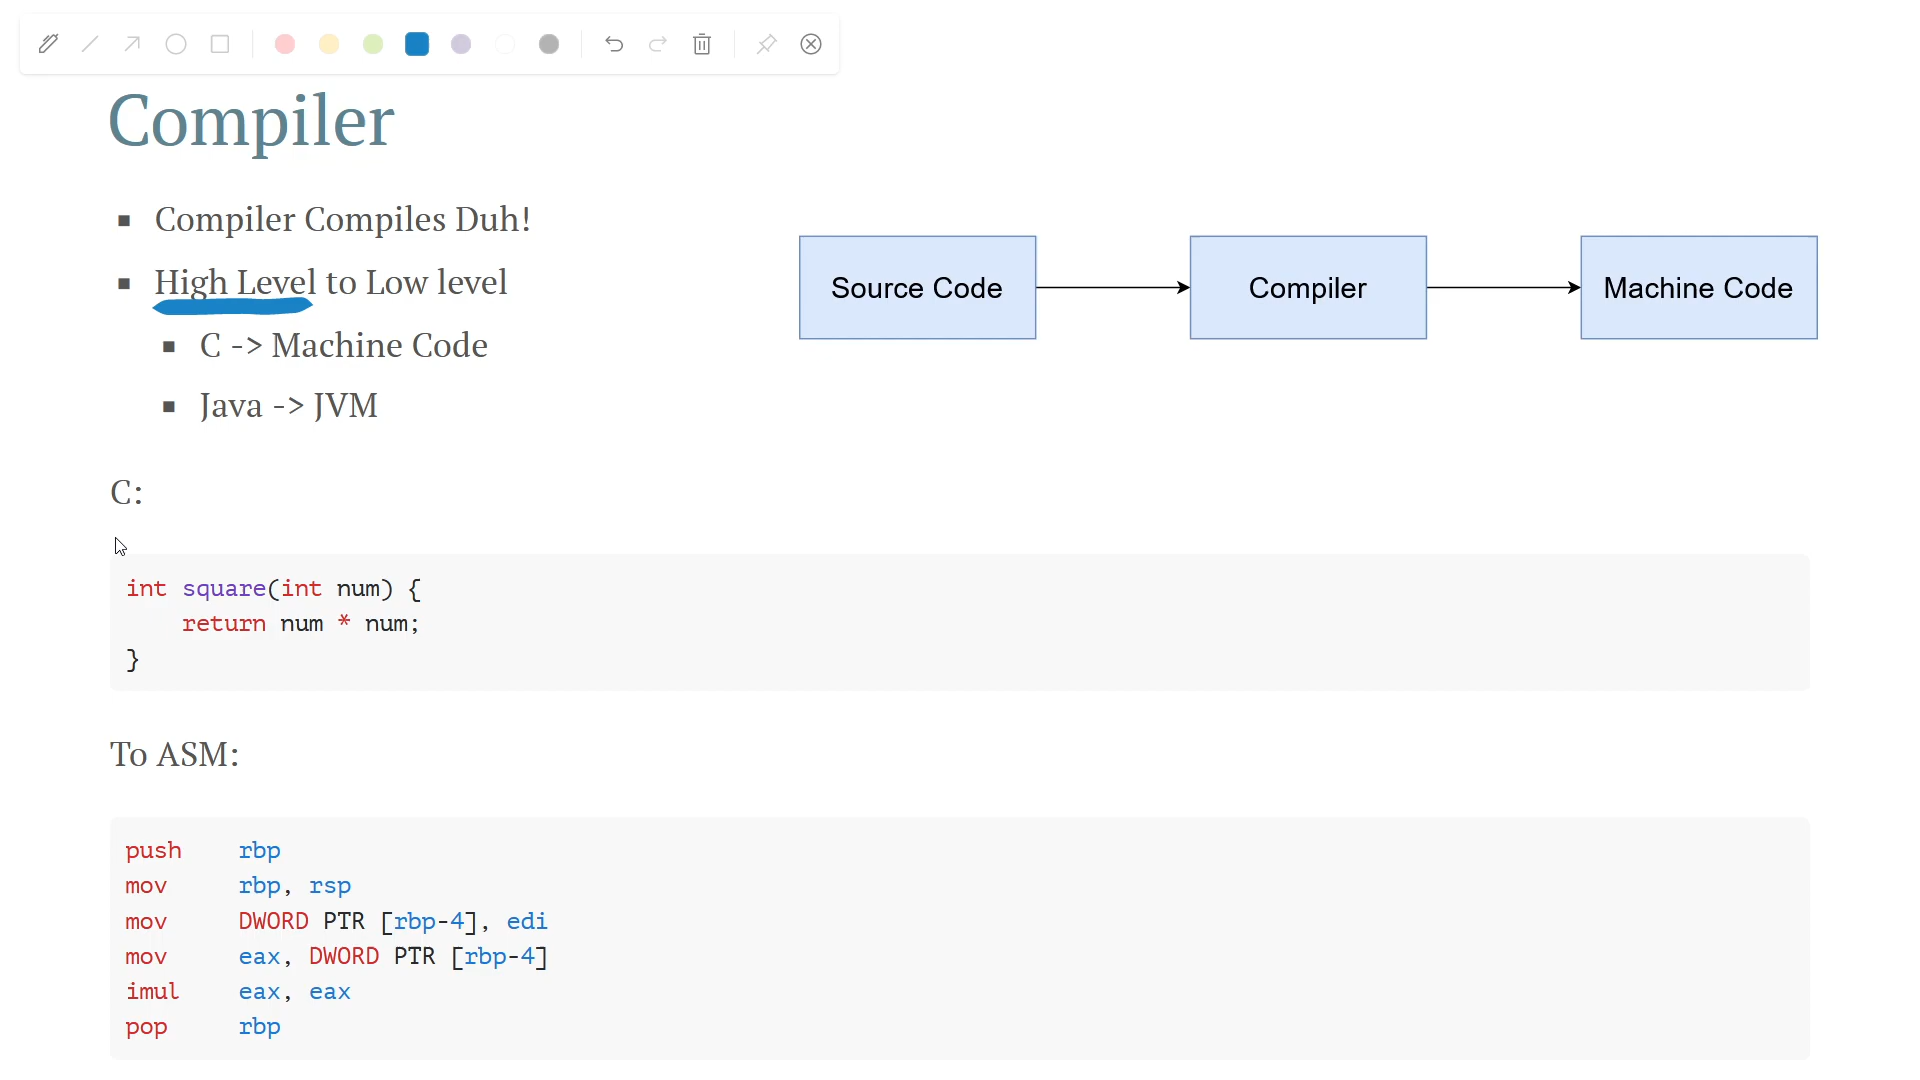 Compiler
Compiler Compiles Duh!
High Level to Low level
C -> Machine Code
Java -> JVM
Source Code
Compiler
Machine Code
C:
int square(int num) {
    return num * num;
}
To ASM:
push    rbp
mov     rbp, rsp
mov     DWORD PTR [rbp-4], edi
mov     eax, DWORD PTR [rbp-4]
imul    eax, eax
pop     rbp